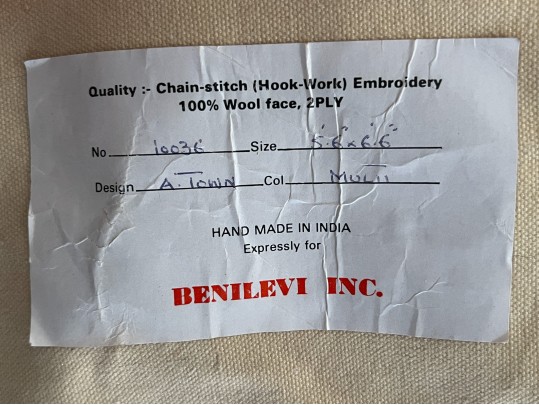 Quality :- Chain-stitch (Hook-Work) Embroidery
100% Wool face, 2PLY
No. 10036 Size 5'.6" x 6'.6"
Design A. TOWN Col. MULTI
HAND MADE IN INDIA
Expressly for
BENILEVI INC.